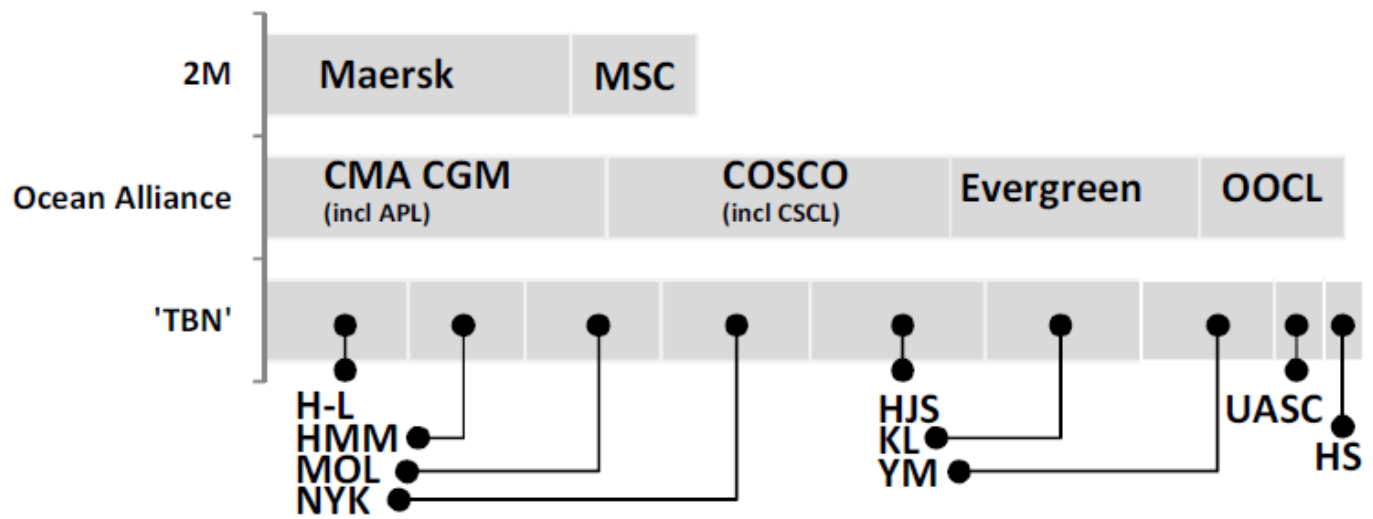 2M
Maersk
MSC
Ocean Alliance
CMA CGM
(incl APL)
COSCO
(incl CSCL)
Evergreen
OOCL
'TBN'
H-L
HMM
MOL
NYK
HJS
KL
YM
UASC
HS